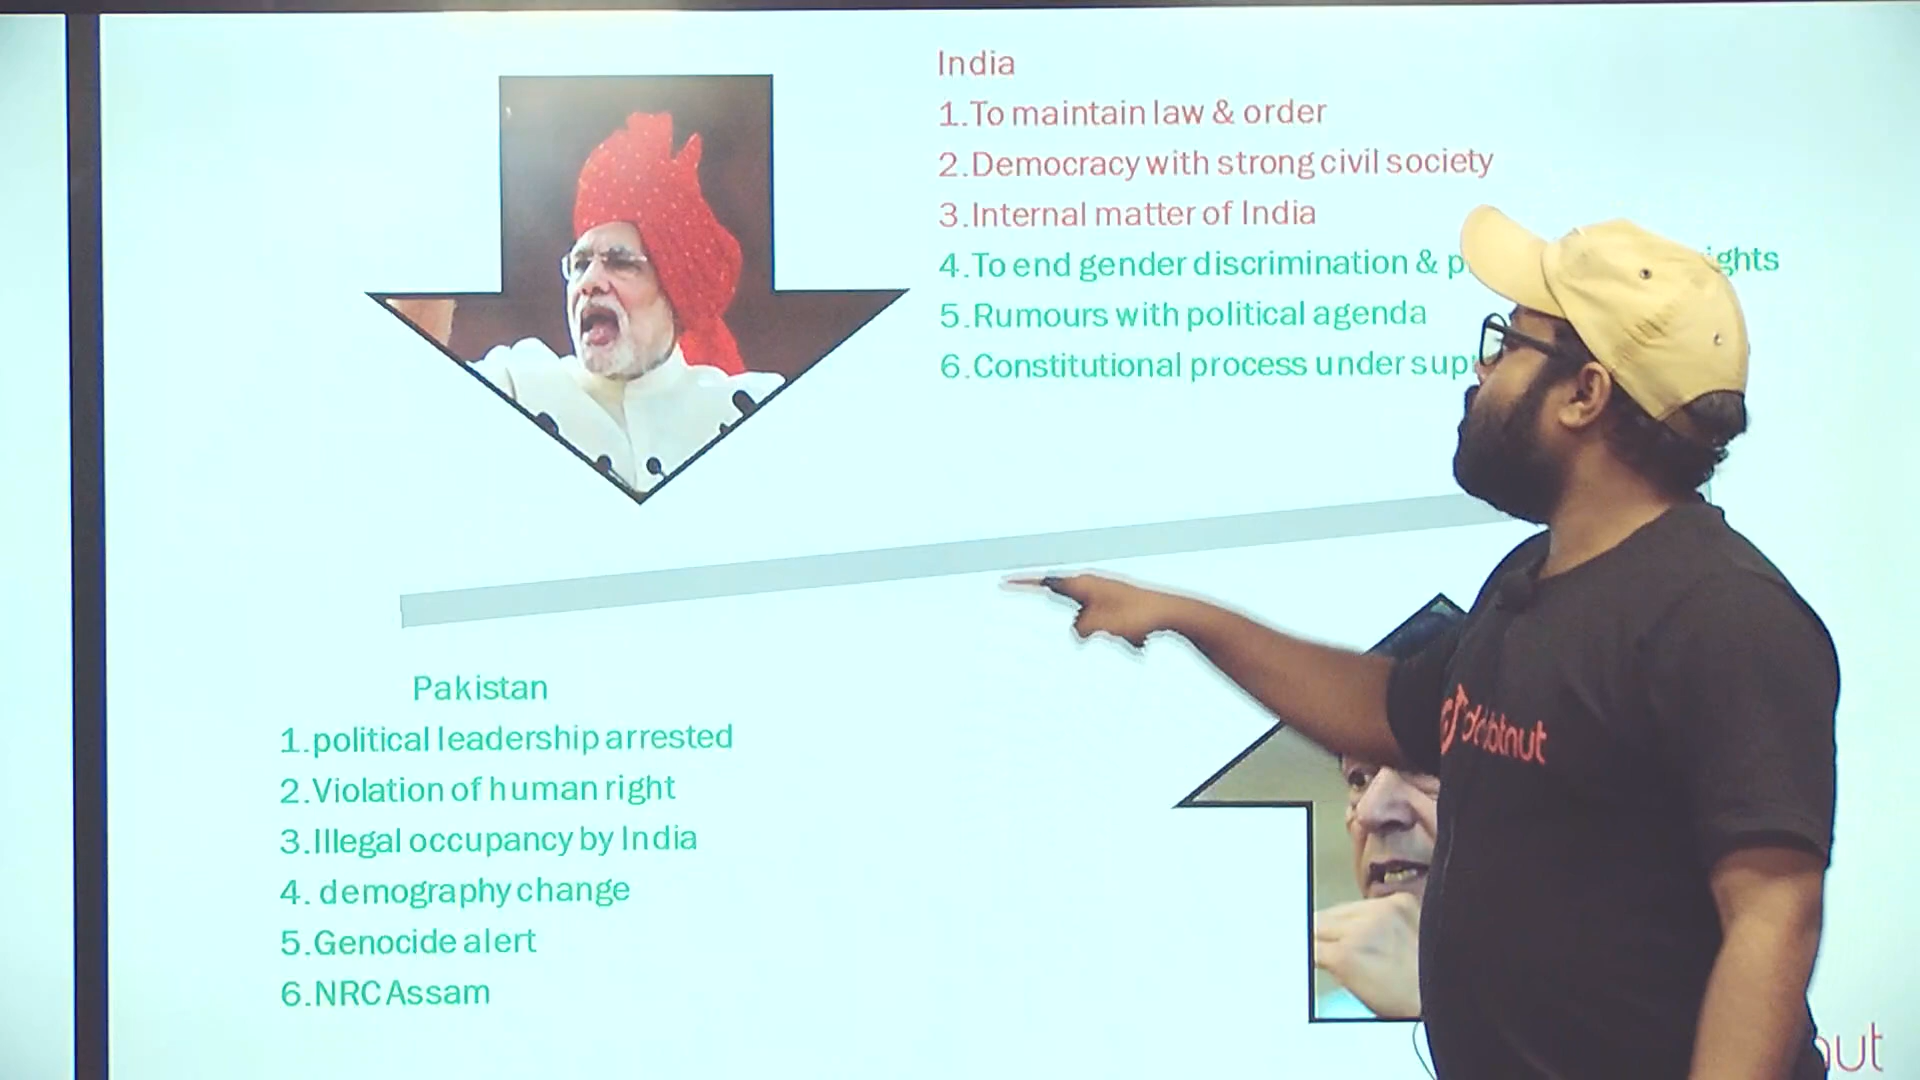 India
1.To maintain law & order
2.Democracy with strong civil society
3.Internal matter of India
4.To end gender discrimination &
5.Rumours with political agenda
6.Constitutional process under
Pakistan
1.political leadership arrested
2.Violation of human right
3.Illegal occupancy by India
4. demography change
5.Genocide alert
6.NRC Assam
doubtnut